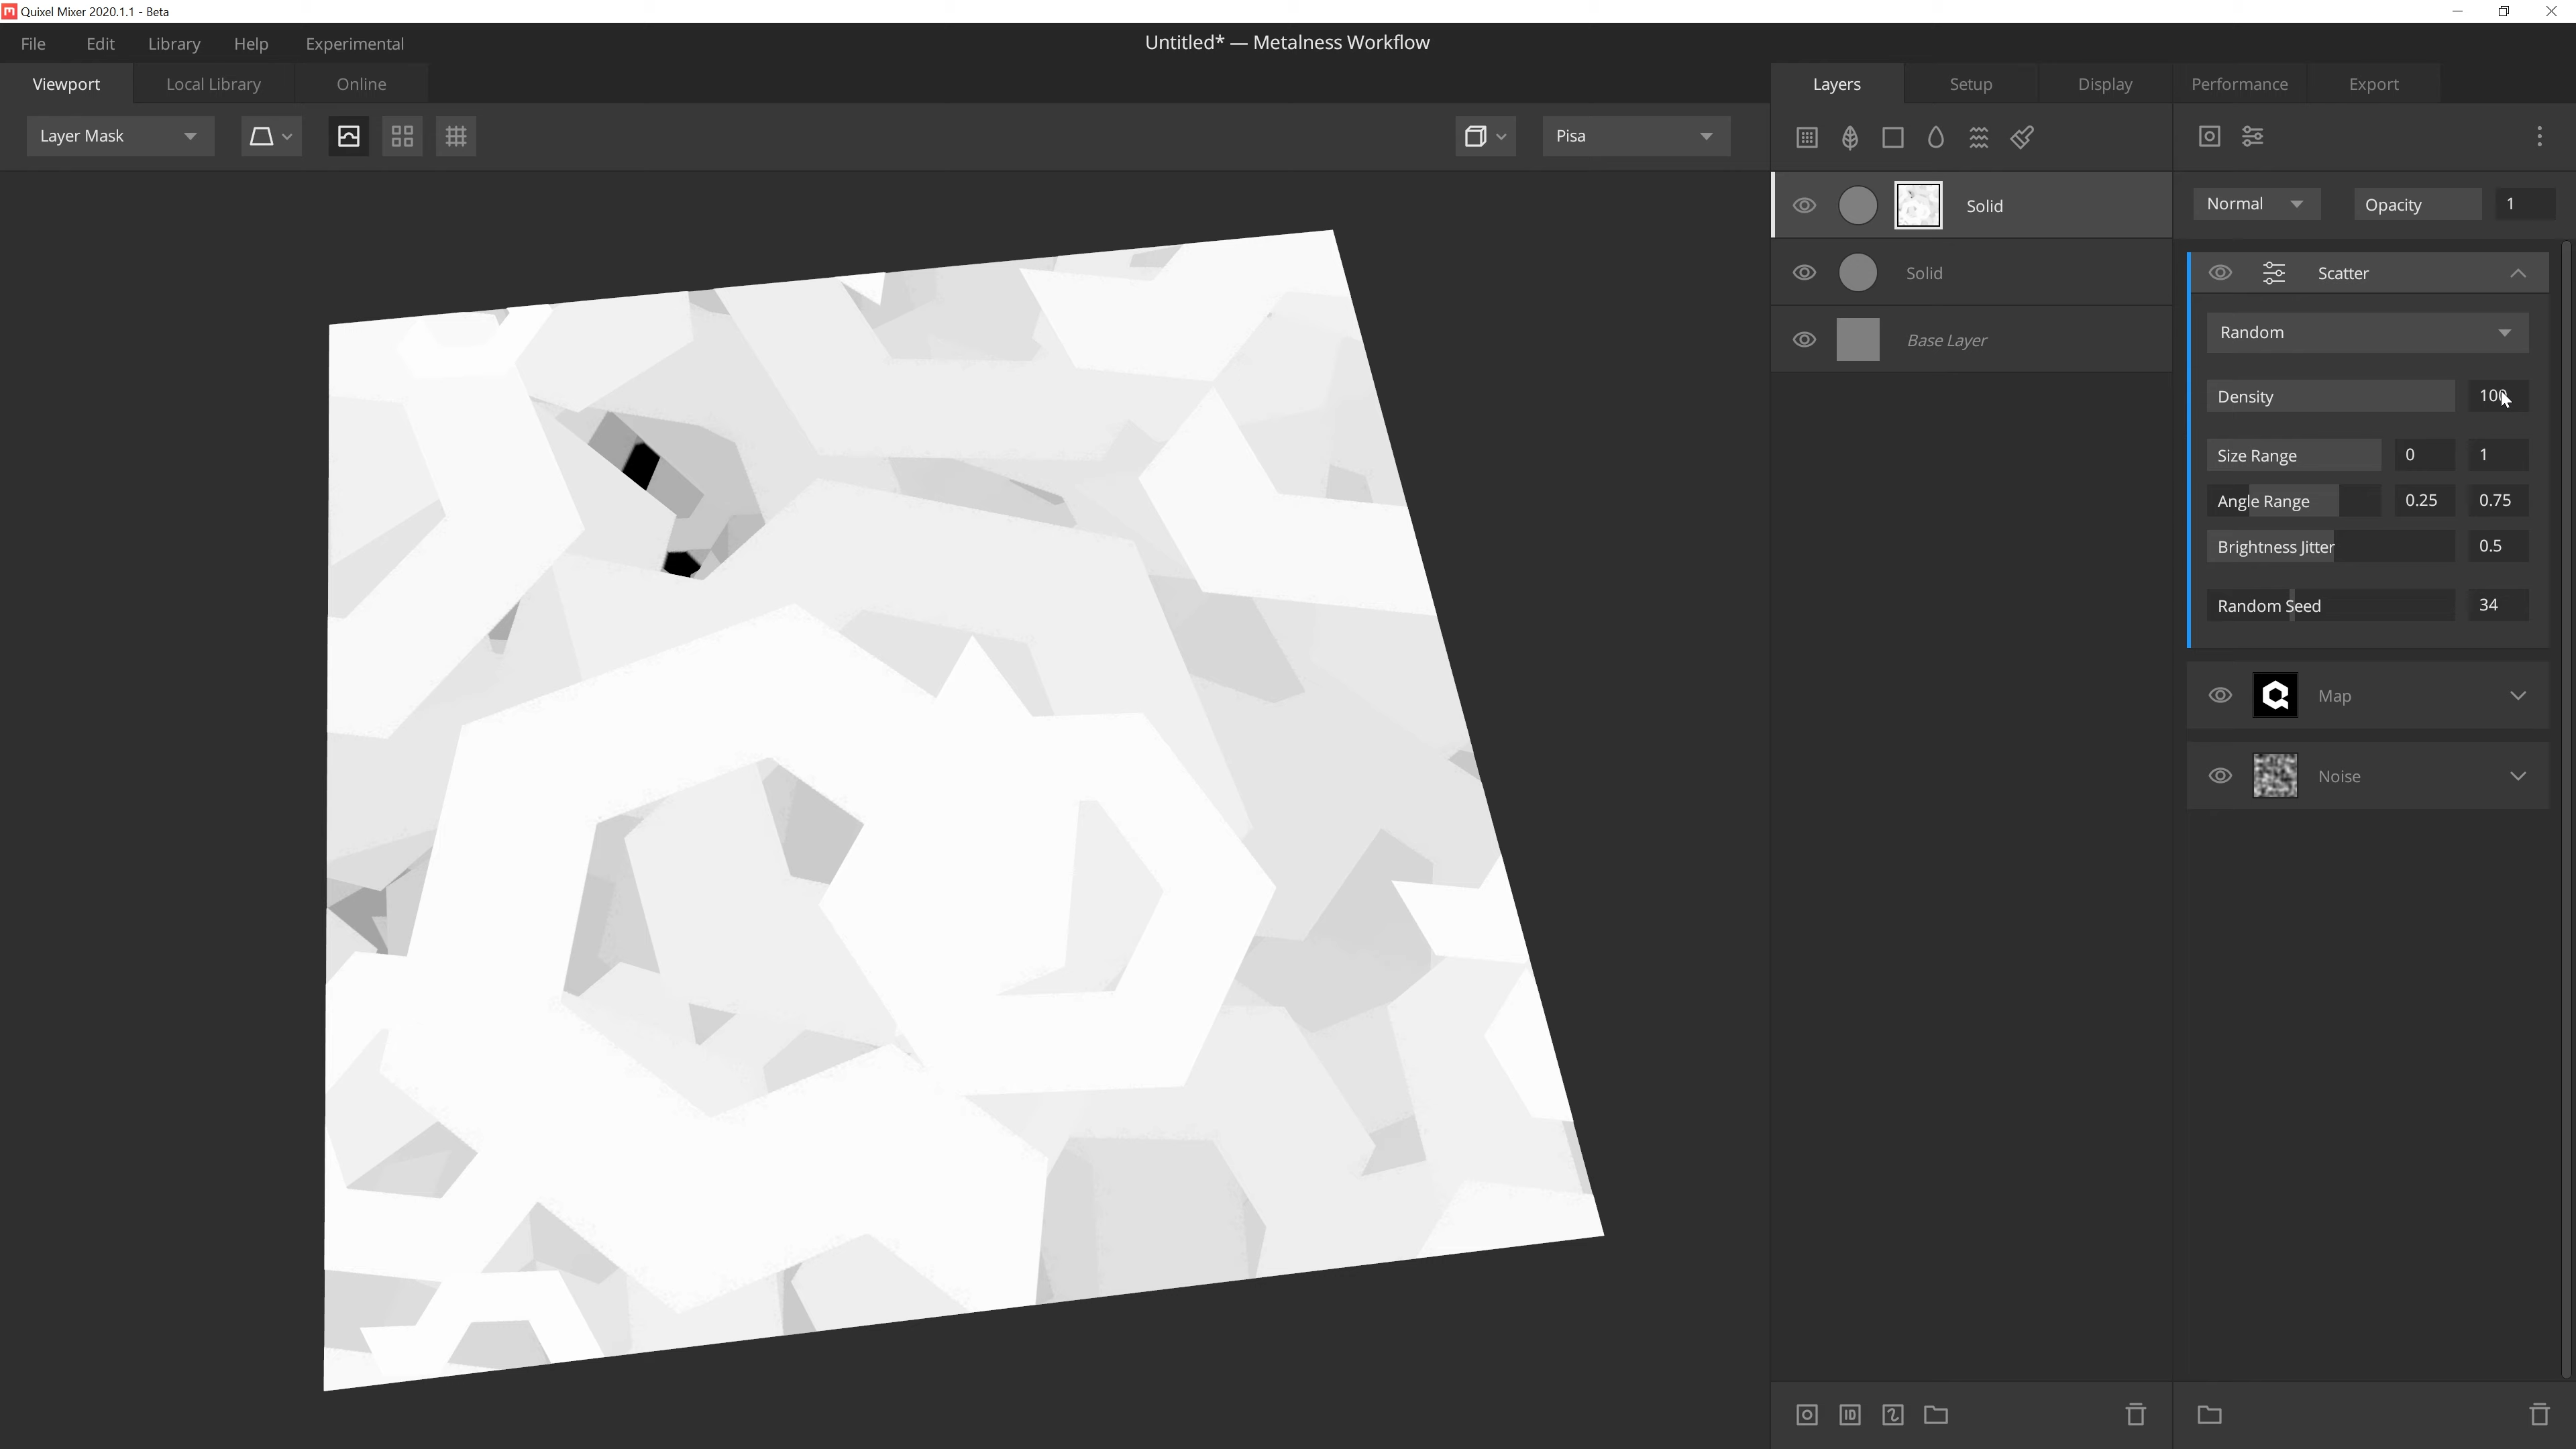 Quixel Mixer 2020.1.1 - Beta
File Edit Library Help Experimental
Untitled* — Metalness Workflow
Viewport Local Library Online
Layers Setup Display Performance Export
Layer Mask
Pisa
Solid
Solid
Base Layer
Normal Opacity 1
Scatter
Random
Density 100
Size Range 0 1
Angle Range 0.25 0.75
Brightness Jitter 0.5
Random Seed 34
Map
Noise
ID